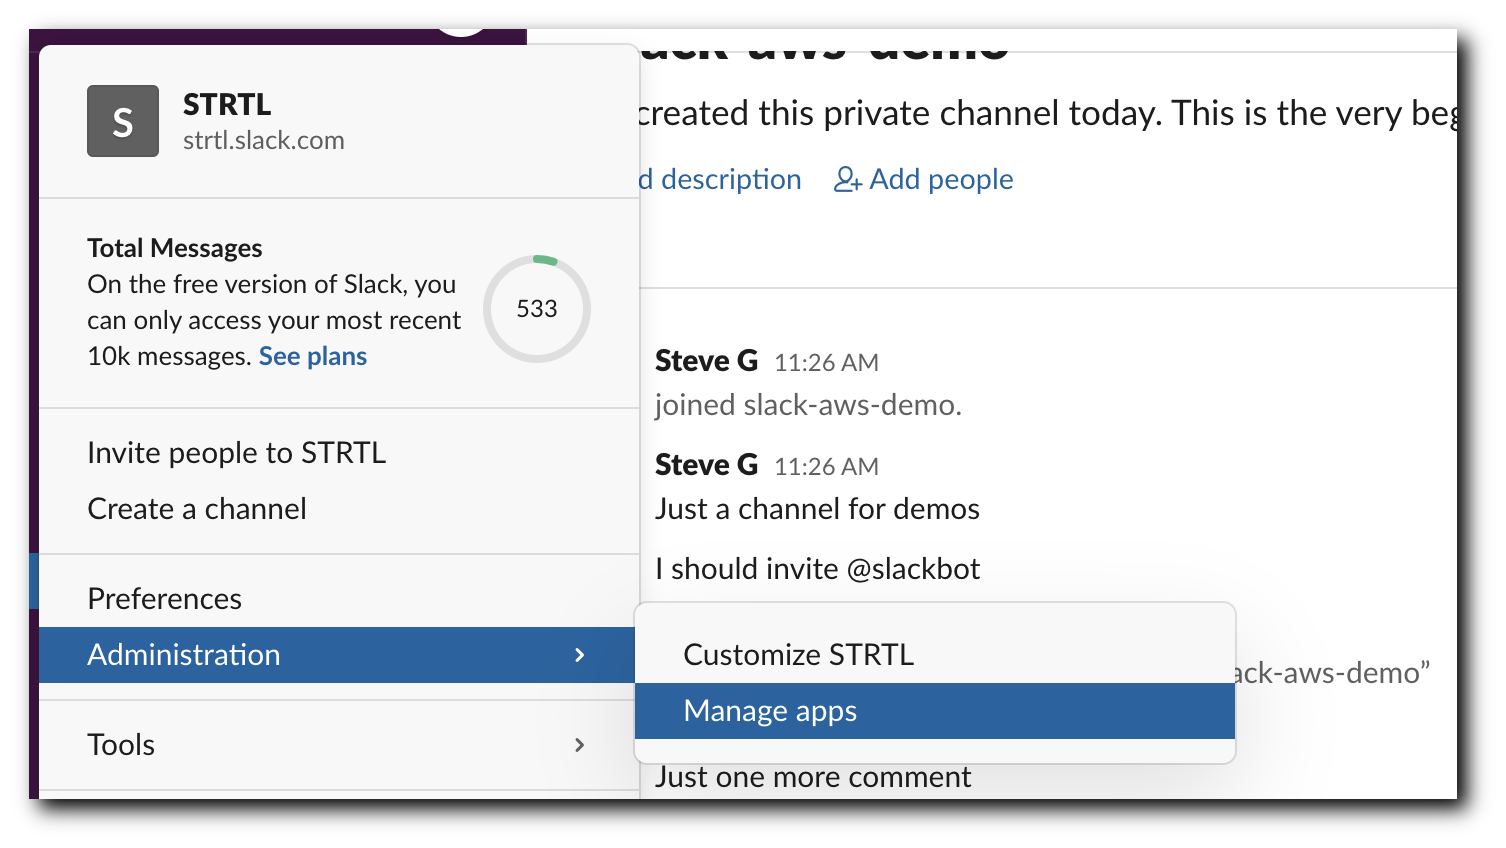 S
STRTL
strtl.slack.com
Total Messages
On the free version of Slack, you
can only access your most recent
10k messages. See plans
533
Invite people to STRTL
Create a channel
Preferences
Administration
Tools
Customize STRTL
Manage apps
ack-aws-demo
created this private channel today. This is the very beg
d description
Add people
Steve G 11:26 AM
joined slack-aws-demo.
Steve G 11:26 AM
Just a channel for demos
I should invite @slackbot
ack-aws-demo”
Just one more comment